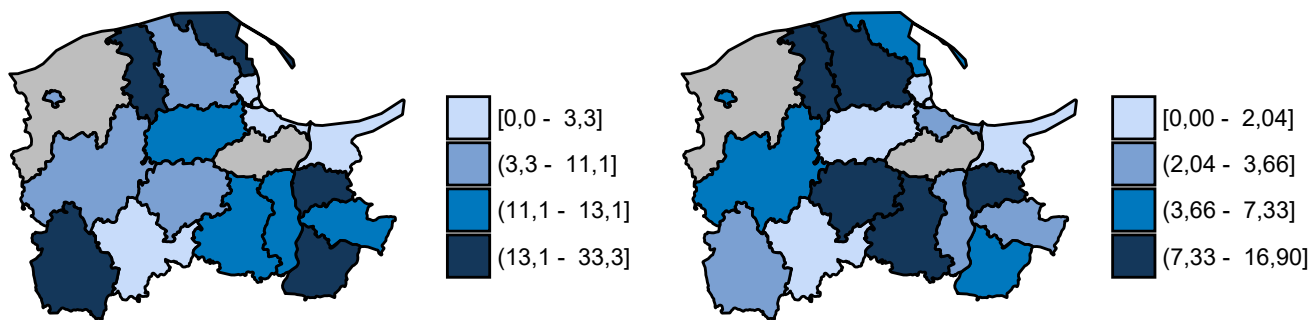 [0,0 - 3,3]
(3,3 - 11,1]
(11,1 - 13,1]
(13,1 - 33,3]
[0,00 - 2,04]
(2,04 - 3,66]
(3,66 - 7,33]
(7,33 - 16,90]